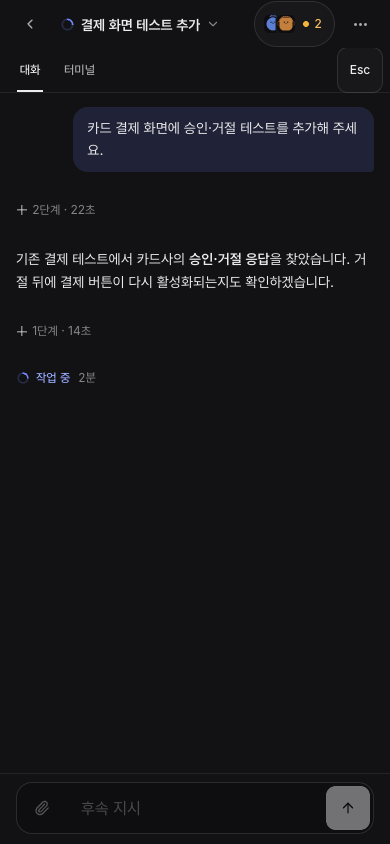 결제 화면 테스트 추가
2
대화
터미널
Esc
카드 결제 화면에 승인·거절 테스트를 추가해 주세
요.
2단계 · 22초
기존 결제 테스트에서 카드사의 승인·거절 응답을 찾았습니다. 거
절 뒤에 결제 버튼이 다시 활성화되는지도 확인하겠습니다.
1단계 · 14초
작업 중 2분
후속 지시